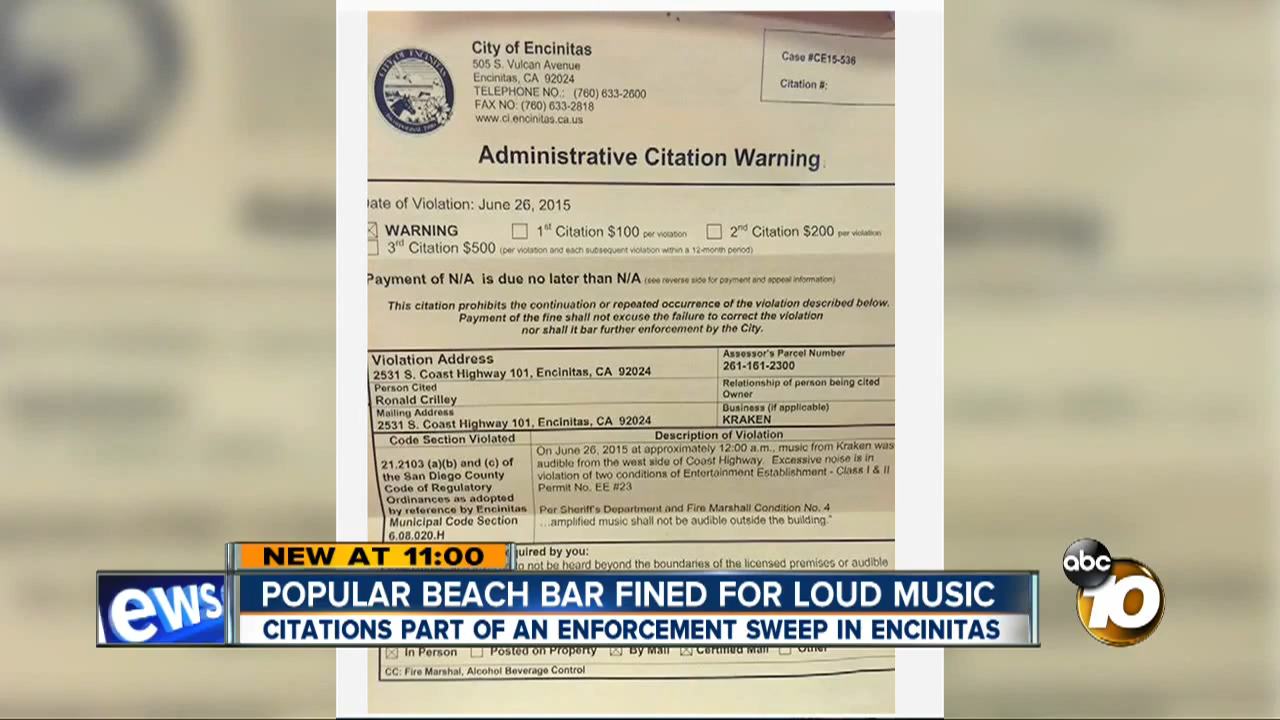 City of Encinitas
505 S. Vulcan Avenue
Encinitas, CA 92024
TELEPHONE NO.: (760) 633-2600
FAX NO: (760) 633-2818
www.ci.encinitas.ca.us
Case #CE15-536
Citation #:
CITY OF ENCINITAS
Administrative Citation Warning
ate of Violation: June 26, 2015
WARNING 1st Citation $100 per violation 2nd Citation $200 per violation
3rd Citation $500 (per violation and each subsequent violation within a 12-month period)
Payment of N/A is due no later than N/A (see reverse side for payment and appeal information)
This citation prohibits the continuation or repeated occurrence of the violation described below.
Payment of the fine shall not excuse the failure to correct the violation
nor shall it bar further enforcement by the City.
Violation Address
2531 S. Coast Highway 101, Encinitas, CA 92024
Assessor's Parcel Number
261-161-2300
Person Cited
Ronald Crilley
Relationship of person being cited
Owner
Mailing Address
2531 S. Coast Highway 101, Encinitas, CA 92024
Business (if applicable)
KRAKEN
Code Section Violated
21.2103 (a)(b) and (c) of
the San Diego County
Code of Regulatory
Ordinances as adopted
by reference by Encinitas
Municipal Code Section
6.08.020.H
Description of Violation
On June 26, 2015 at approximately 12:00 a.m., music from Kraken was
audible from the west side of Coast Highway. Excessive noise is in
violation of two conditions of Entertainment Establishment - Class I & II
Permit No. EE #23
Per Sheriff's Department and Fire Marshall Condition No. 4
...amplified music shall not be audible outside the building."
quired by you:
not be heard beyond the boundaries of the licensed premises or audible
NEW AT 11:00
ews
POPULAR BEACH BAR FINED FOR LOUD MUSIC
CITATIONS PART OF AN ENFORCEMENT SWEEP IN ENCINITAS
abc
10
In Person Posted on Property By Mail Certified Mail Other
CC: Fire Marshal, Alcohol Beverage Control